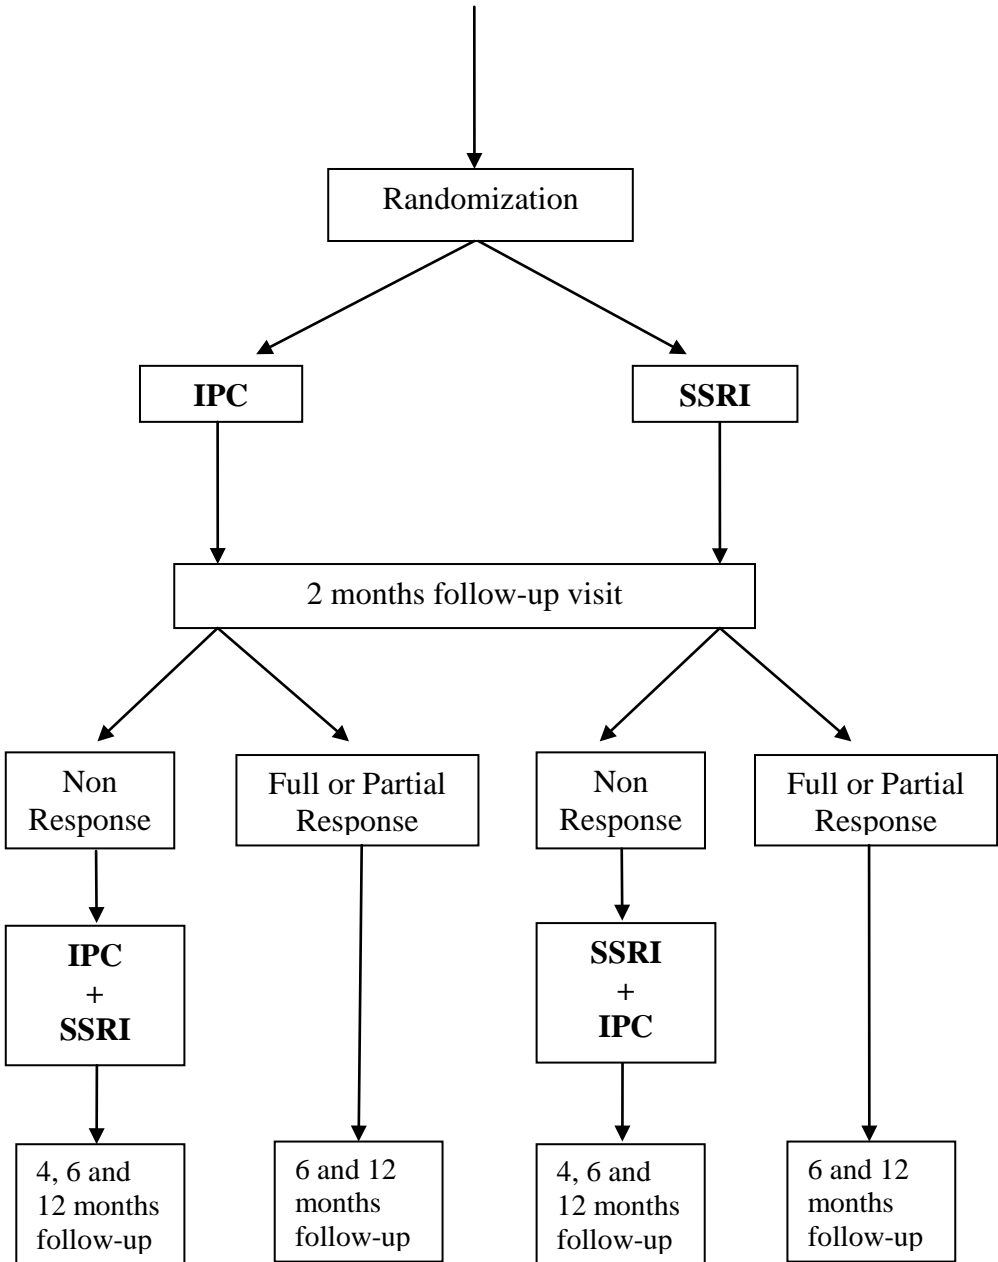 Randomization
IPC
SSRI
2 months follow-up visit
Non
Response
Full or Partial
Response
Non
Response
Full or Partial
Response
IPC
+
SSRI
SSRI
+
IPC
4, 6 and
12 months
follow-up
6 and 12
months
follow-up
4, 6 and
12 months
follow-up
6 and 12
months
follow-up